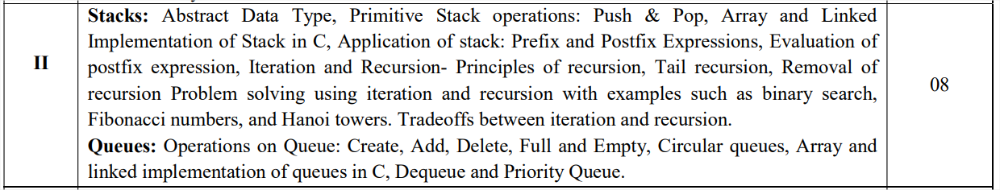 Stacks: Abstract Data Type, Primitive Stack operations: Push & Pop, Array and Linked
Implementation of Stack in C, Application of stack: Prefix and Postfix Expressions, Evaluation of
II
postfix expression, Iteration and Recursion- Principles of recursion, Tail recursion, Removal of
08
recursion Problem solving using iteration and recursion with examples such as binary search,
Fibonacci numbers, and Hanoi towers. Tradeoffs between iteration and recursion.
Queues: Operations on Queue: Create, Add, Delete, Full and Empty, Circular queues, Array and
linked implementation of queues in C, Dequeue and Priority Queue.